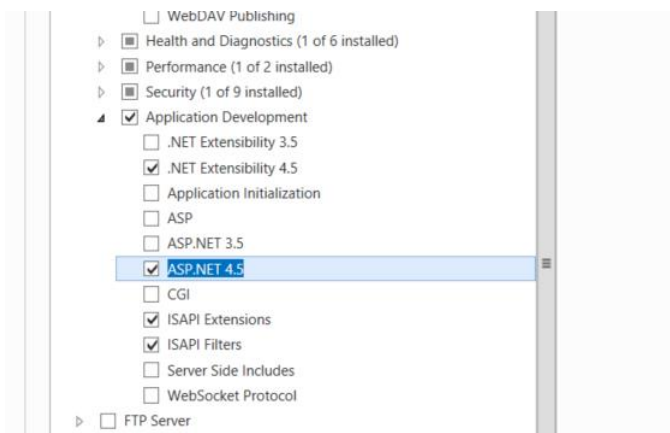 WebDAV Publishing
Health and Diagnostics (1 of 6 installed)
Performance (1 of 2 installed)
Security (1 of 9 installed)
Application Development
.NET Extensibility 3.5
.NET Extensibility 4.5
Application Initialization
ASP
ASP.NET 3.5
ASP.NET 4.5
CGI
ISAPI Extensions
ISAPI Filters
Server Side Includes
WebSocket Protocol
FTP Server